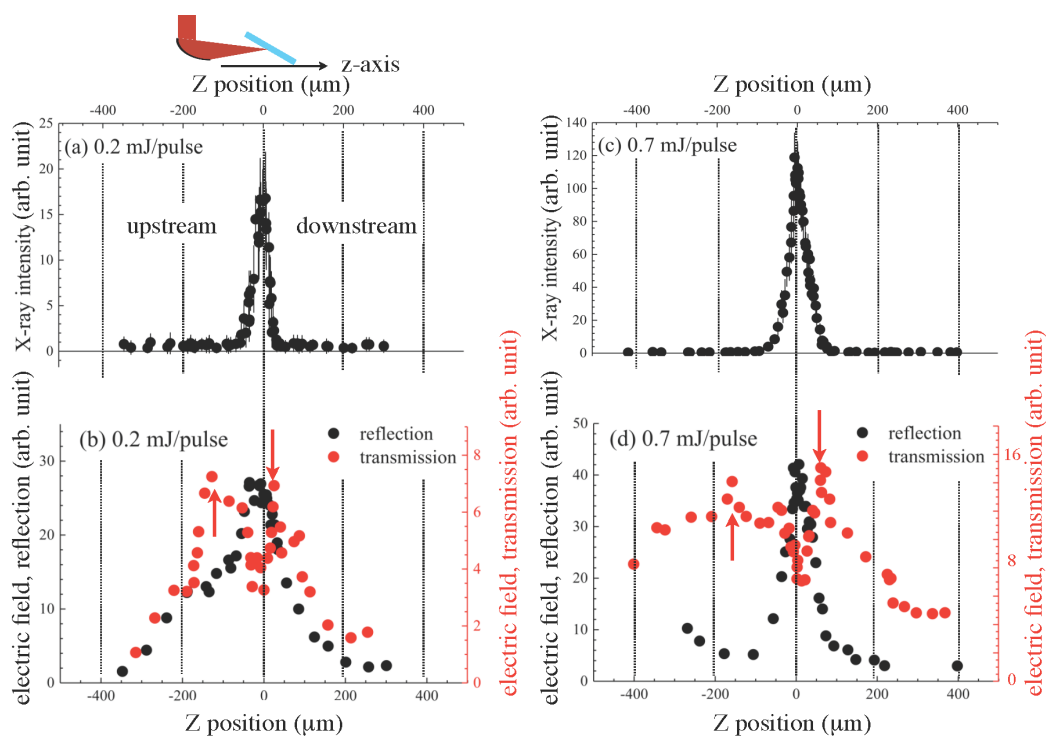 z-axis
Z position (μm)
-400 -200 0 200 400
25
20
15
10
5
0
X-ray intensity (arb. unit)
(a) 0.2 mJ/pulse
upstream
downstream
Z position (μm)
-400 -200 0 200 400
140
120
100
80
60
40
20
0
X-ray intensity (arb. unit)
(c) 0.7 mJ/pulse
30
20
10
0
electric field, reflection (arb. unit)
(b) 0.2 mJ/pulse
reflection
transmission
8
6
4
2
0
electric field, transmission (arb. unit)
-400 -200 0 200 400
Z position (μm)
50
40
30
20
10
0
electric field, reflection (arb. unit)
(d) 0.7 mJ/pulse
reflection
transmission
16
12
8
4
0
electric field, transmission (arb. unit)
-400 -200 0 200 400
Z position (μm)